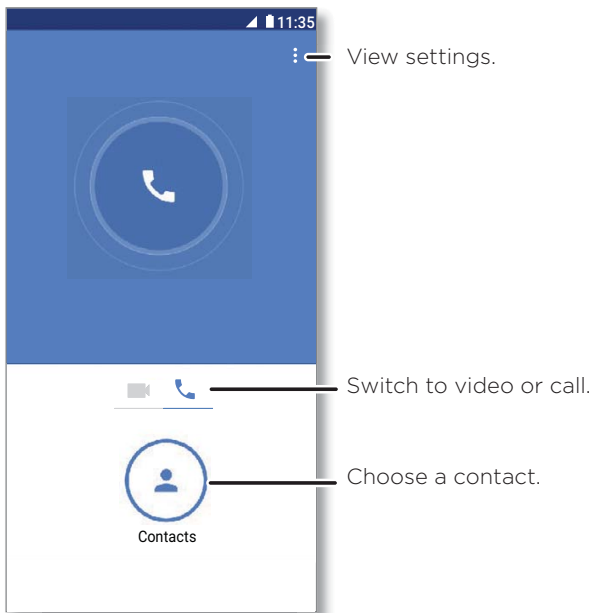 11:35
View settings.
Switch to video or call.
Choose a contact.
Contacts